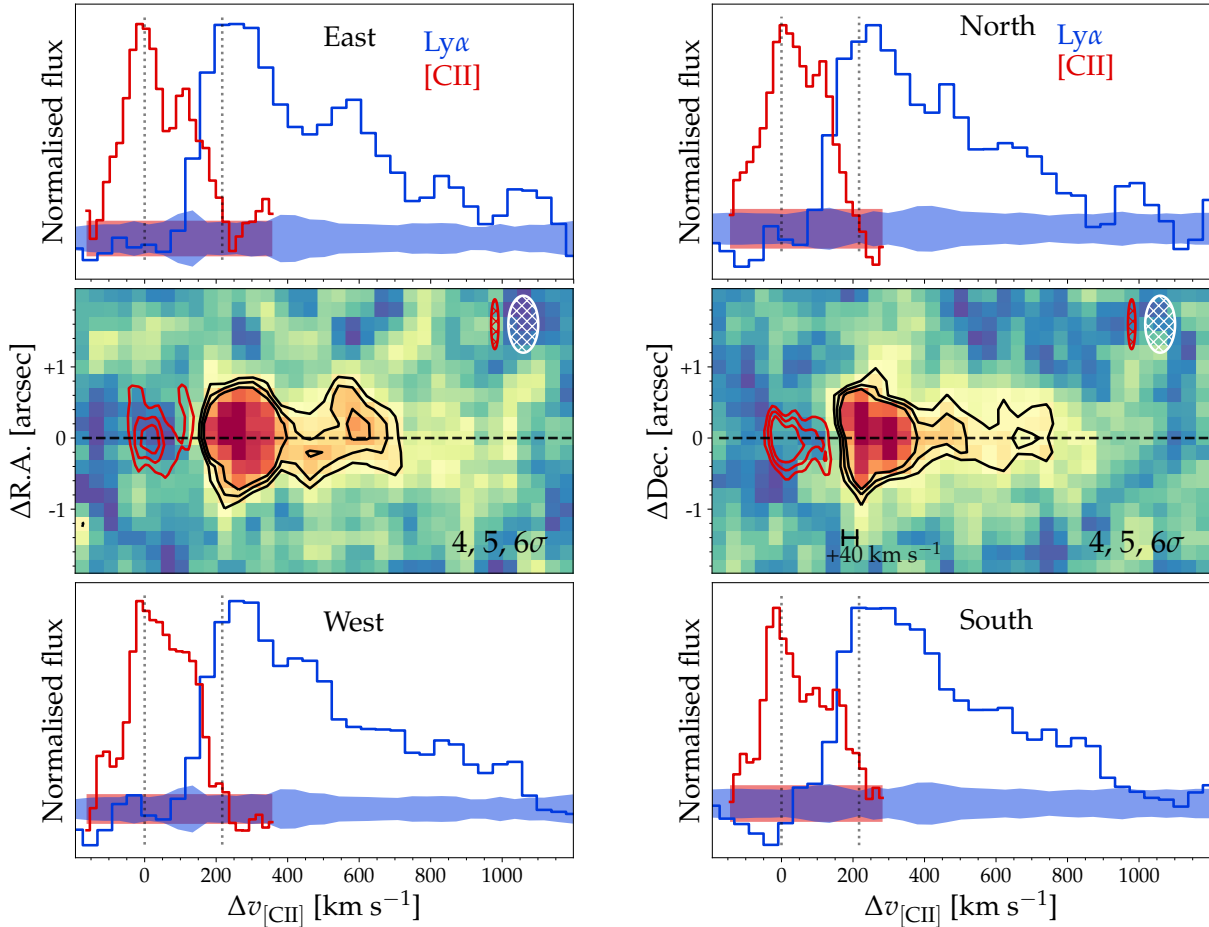 East
Lyα
[CII]
Normalised flux
North
Lyα
[CII]
Normalised flux
ΔR.A. [arcsec]
+1
0
-1
4, 5, 6σ
ΔDec. [arcsec]
+1
0
-1
+40 km s⁻¹
4, 5, 6σ
West
Normalised flux
0 200 400 600 800 1000
Δv[CII] [km s⁻¹]
South
Normalised flux
0 200 400 600 800 1000
Δv[CII] [km s⁻¹]